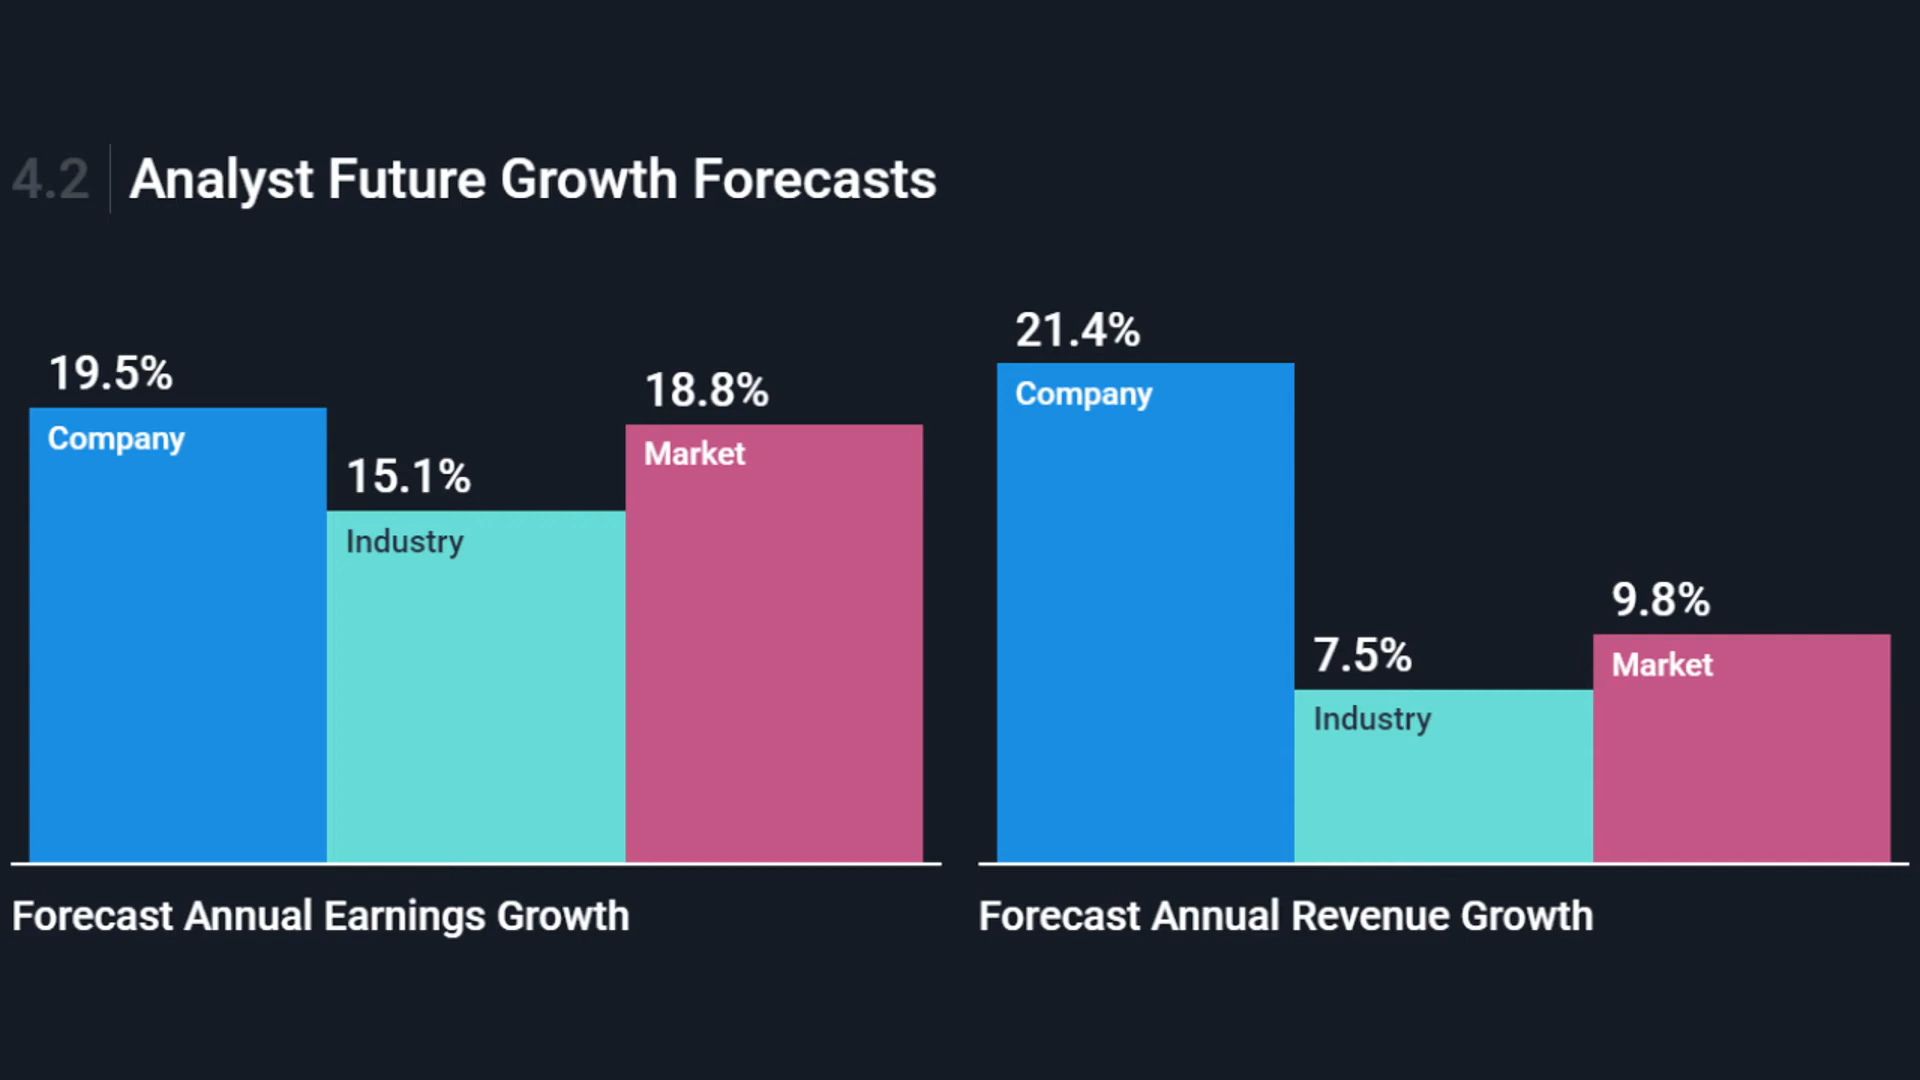 4.2 Analyst Future Growth Forecasts
19.5%
Company
15.1%
Industry
18.8%
Market
Forecast Annual Earnings Growth
21.4%
Company
7.5%
Industry
9.8%
Market
Forecast Annual Revenue Growth